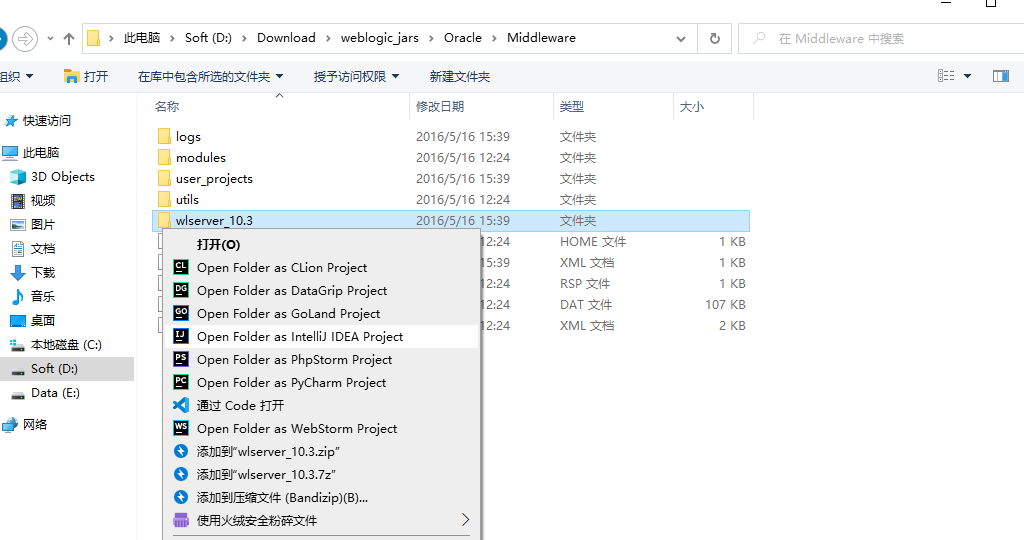 此电脑 › Soft (D:) › Download › weblogic_jars › Oracle › Middleware
在 Middleware 中搜索
组织 打开 在库中包含所选的文件夹 授予访问权限 新建文件夹
名称 修改日期 类型 大小
快速访问
此电脑
3D Objects
视频
图片
文档
下载
音乐
桌面
本地磁盘 (C:)
Soft (D:)
Data (E:)
网络
logs 2016/5/16 15:39 文件夹
modules 2016/5/16 12:24 文件夹
user_projects 2016/5/16 15:39 文件夹
utils 2016/5/16 12:24 文件夹
wlserver_10.3 2016/5/16 15:39 文件夹
12:24 HOME 文件 1 KB
15:39 XML 文档 1 KB
12:24 RSP 文件 1 KB
12:24 DAT 文件 107 KB
12:24 XML 文档 2 KB
打开(O)
CL Open Folder as CLion Project
DG Open Folder as DataGrip Project
GO Open Folder as GoLand Project
IJ Open Folder as IntelliJ IDEA Project
PS Open Folder as PhpStorm Project
PC Open Folder as PyCharm Project
通过 Code 打开
WS Open Folder as WebStorm Project
添加到“wlserver_10.3.zip”
添加到“wlserver_10.3.7z”
添加到压缩文件 (Bandizip)(B)...
使用火绒安全粉碎文件